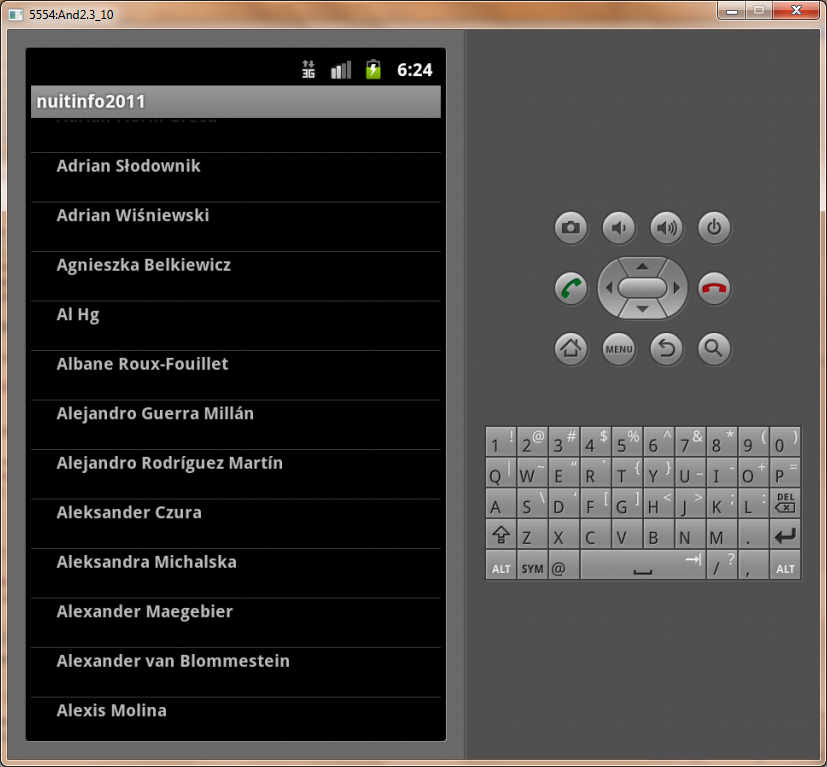 5554:And2.3_10
3G 6:24
nuitinfo2011
Adrian Słodownik
Adrian Wiśniewski
Agnieszka Belkiewicz
Al Hg
Albane Roux-Fouillet
Alejandro Guerra Millán
Alejandro Rodríguez Martín
Aleksander Czura
Aleksandra Michalska
Alexander Maegebier
Alexander van Blommestein
Alexis Molina
MENU
1 ! 2 @ 3 # 4 $ 5 % 6 ^ 7 & 8 * 9 ( 0 )
Q | W ~ E " R ` T { Y } U _ I - O + P =
A S \ D ' F [ G ] H < J > K ; L : DEL
Z X C V B N M .
ALT SYM @ / ? , ALT